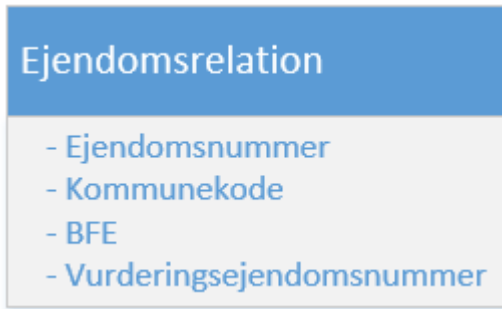 Ejendomsrelation
- Ejendomsnummer
- Kommunekode
- BFE
- Vurderingsejendomsnummer